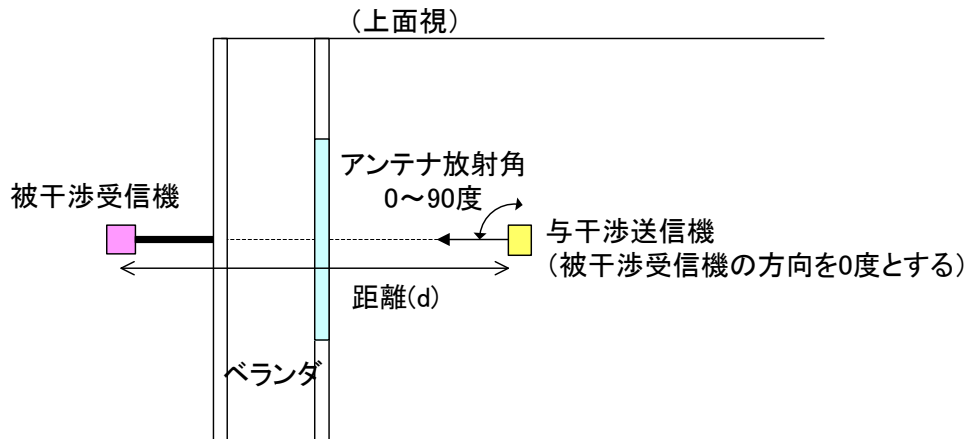 (上面視)
アンテナ放射角
0~90度
被干渉受信機
与干渉送信機
(被干渉受信機の方向を0度とする)
距離(d)
ベランダ